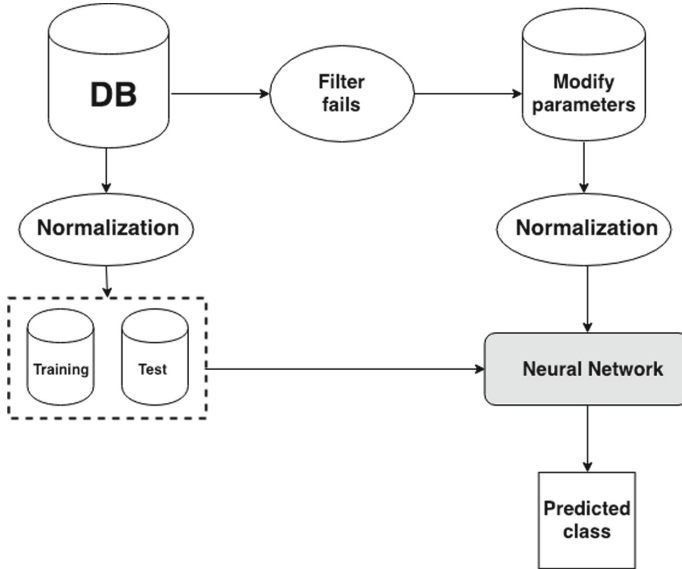 DB
Filter
fails
Modify
parameters
Normalization
Normalization
Training
Test
Neural Network
Predicted
class